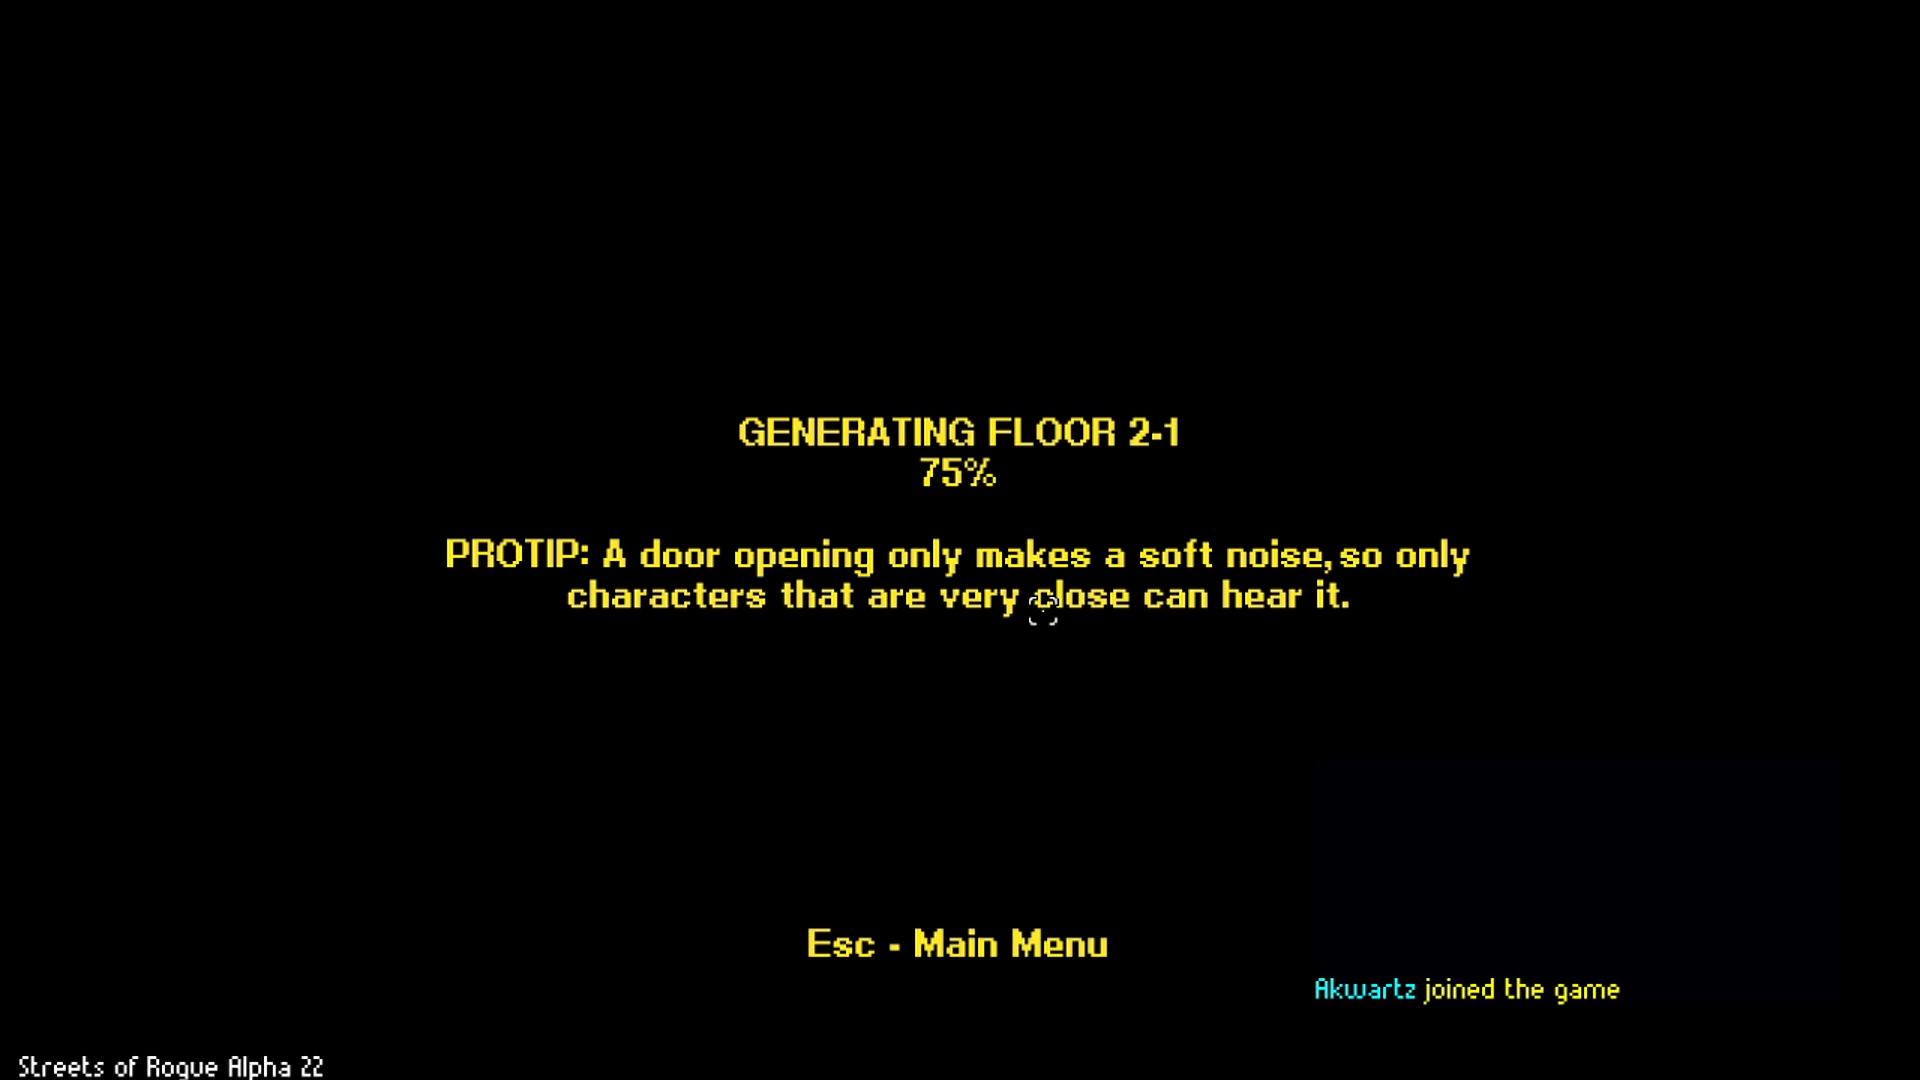 GENERATING FLOOR 2-1
75%
PROTIP: A door opening only makes a soft noise, so only
characters that are very close can hear it.
Esc - Main Menu
Akwartz joined the game
Streets of Rogue Alpha 22